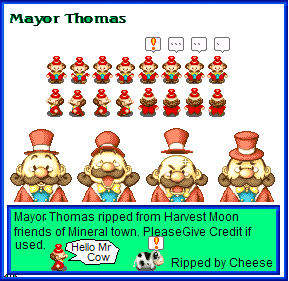 Mayor Thomas
Mayor Thomas ripped from Harvest Moon
friends of Mineral town. PleaseGive Credit if
used.
Hello Mr
Cow
Ripped by Cheese